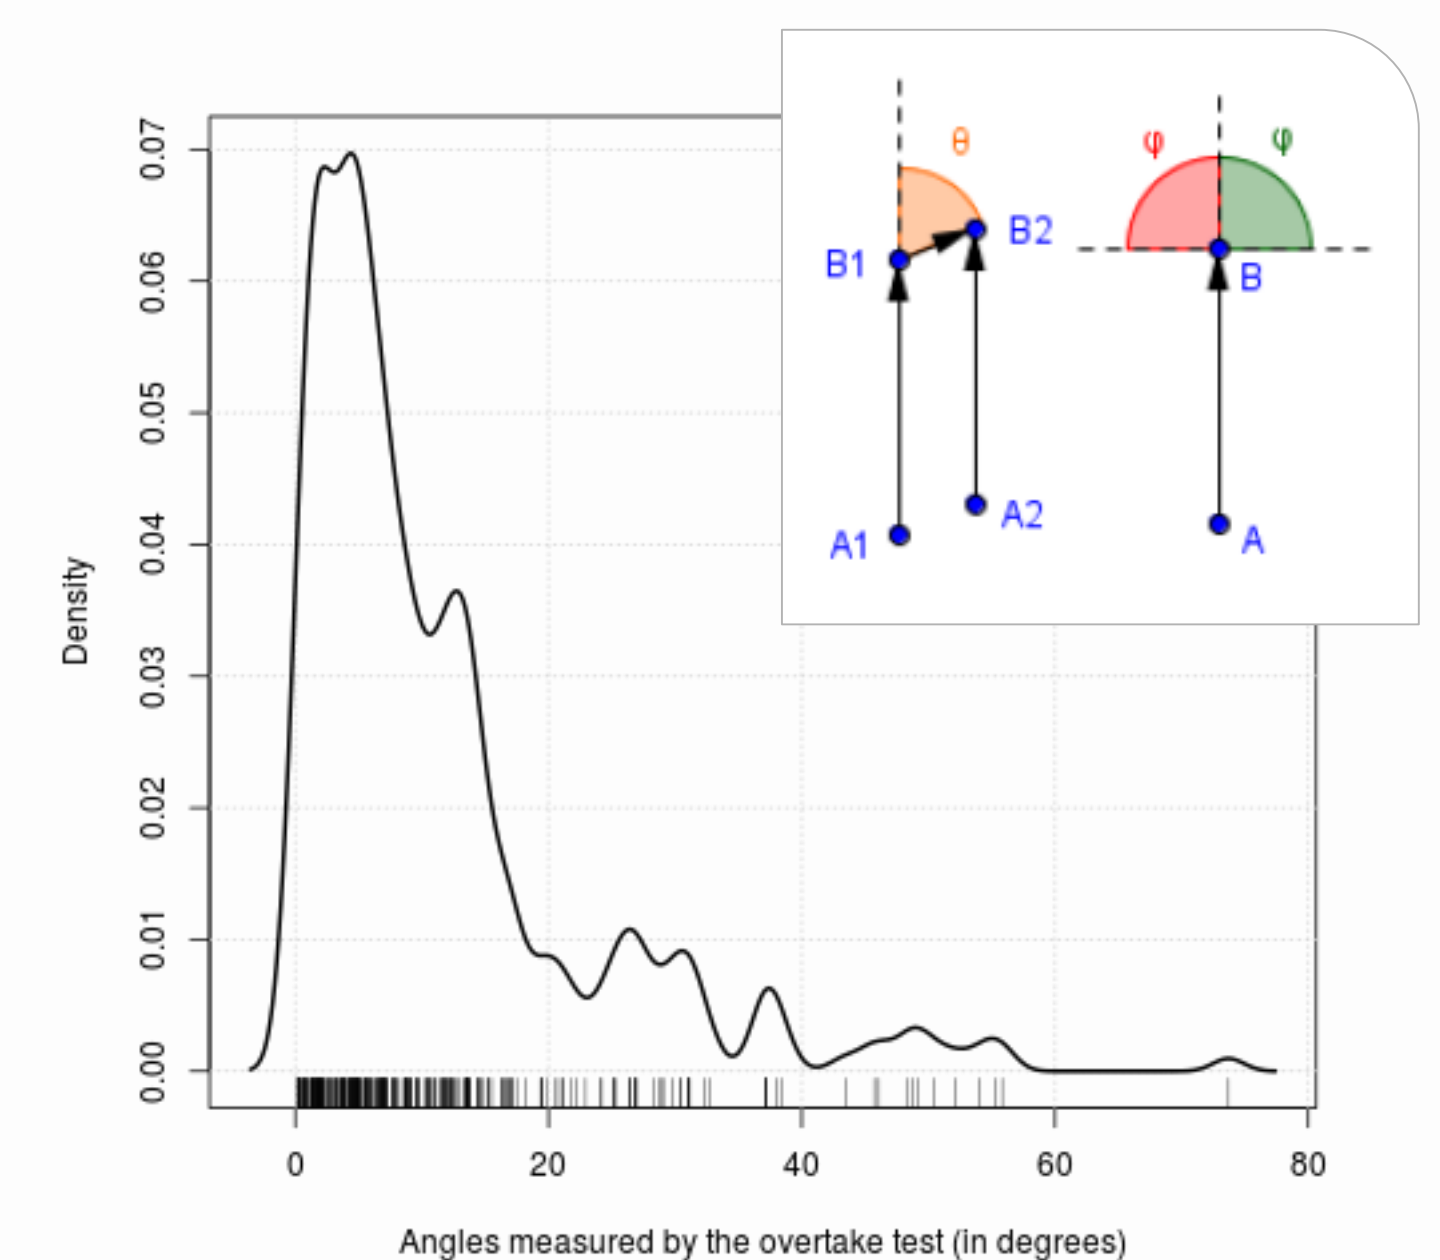 θ
φ
φ
B1
B2
B
A1
A2
A
0.07
0.06
0.05
0.04
0.03
0.02
0.01
0.00
Density
0
20
40
60
80
Angles measured by the overtake test (in degrees)